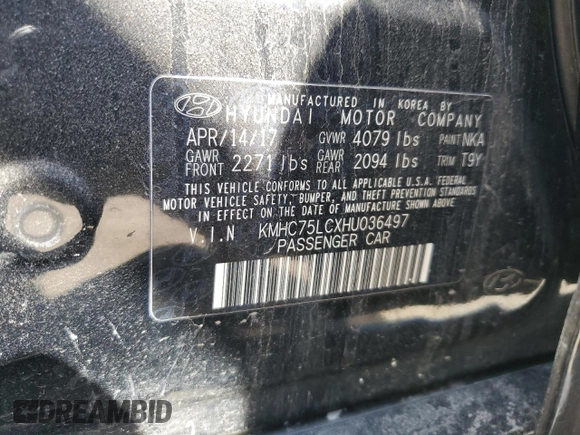 MANUFACTURED IN KOREA BY
HYUNDAI MOTOR COMPANY
APR/14/17 GVWR 4079 lbs PAINT NKA
GAWR FRONT 2271 lbs GAWR REAR 2094 lbs TRIM T9Y
THIS VEHICLE CONFORMS TO ALL APPLICABLE U.S.A. FEDERAL
MOTOR VEHICLE SAFETY, BUMPER, AND THEFT PREVENTION STANDARDS
IN EFFECT ON THE DATE OF MANUFACTURE SHOWN ABOVE.
V.I.N KMHC75LCXHU036497
PASSENGER CAR
DREAMBID